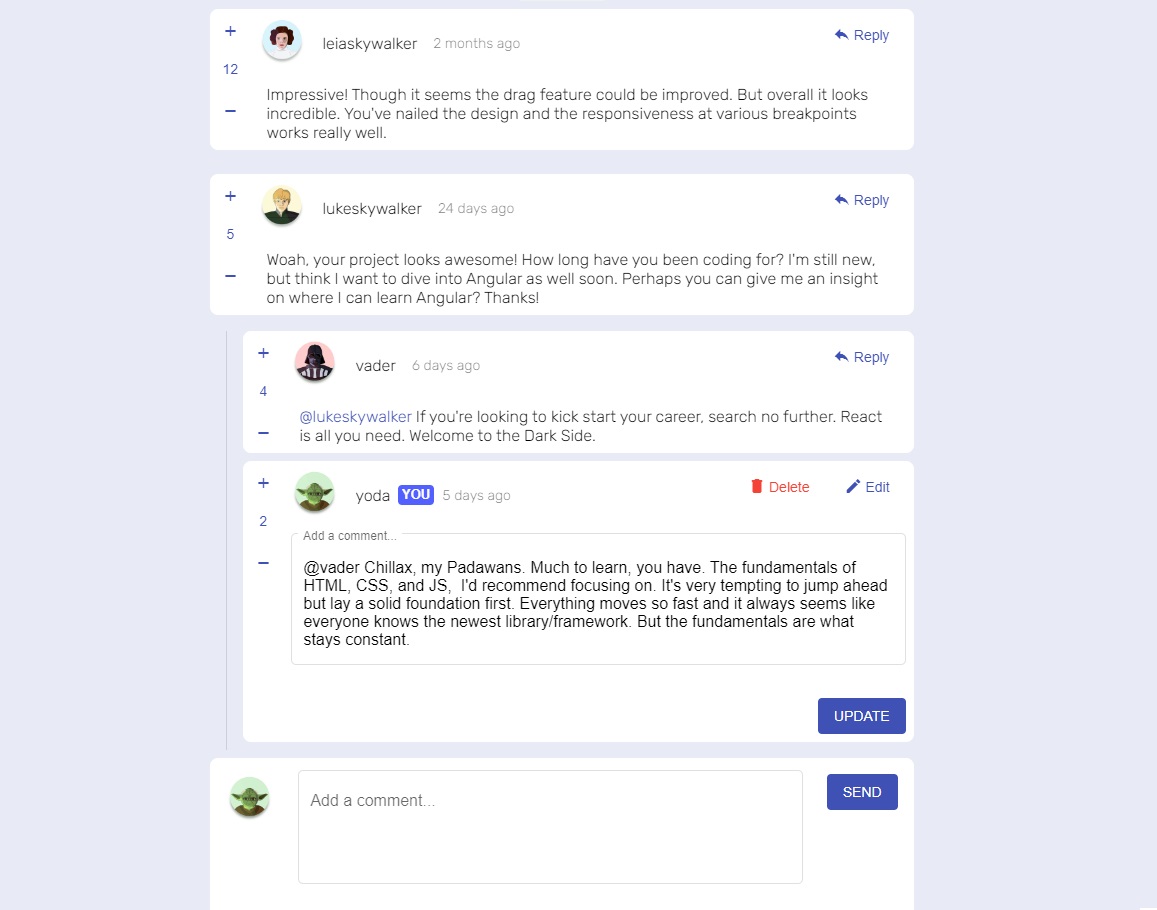 +
leiaskywalker 2 months ago Reply
12
Impressive! Though it seems the drag feature could be improved. But overall it looks
incredible. You've nailed the design and the responsiveness at various breakpoints
works really well.
−
+
lukeskywalker 24 days ago Reply
5
Woah, your project looks awesome! How long have you been coding for? I'm still new,
but think I want to dive into Angular as well soon. Perhaps you can give me an insight
on where I can learn Angular? Thanks!
−
+
vader 6 days ago Reply
4
@lukeskywalker If you're looking to kick start your career, search no further. React
is all you need. Welcome to the Dark Side.
−
+
yoda YOU 5 days ago Delete Edit
2
Add a comment...
−
@vader Chillax, my Padawans. Much to learn, you have. The fundamentals of
HTML, CSS, and JS,  I'd recommend focusing on. It's very tempting to jump ahead
but lay a solid foundation first. Everything moves so fast and it always seems like
everyone knows the newest library/framework. But the fundamentals are what
stays constant.
UPDATE
Add a comment...
SEND